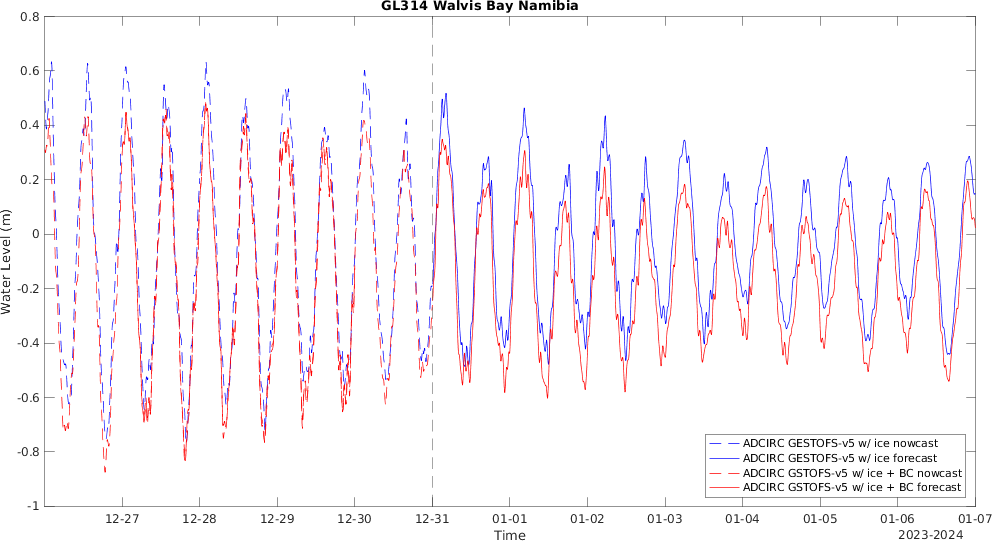 GL314 Walvis Bay Namibia
0.8
0.6
0.4
0.2
0
-0.2
-0.4
-0.6
-0.8
-1
Water Level (m)
ADCIRC GESTOFS-v5 w/ ice nowcast
ADCIRC GESTOFS-v5 w/ ice forecast
ADCIRC GSTOFS-v5 w/ ice + BC nowcast
ADCIRC GSTOFS-v5 w/ ice + BC forecast
12-27 12-28 12-29 12-30 12-31 01-01 01-02 01-03 01-04 01-05 01-06 01-07
Time
2023-2024